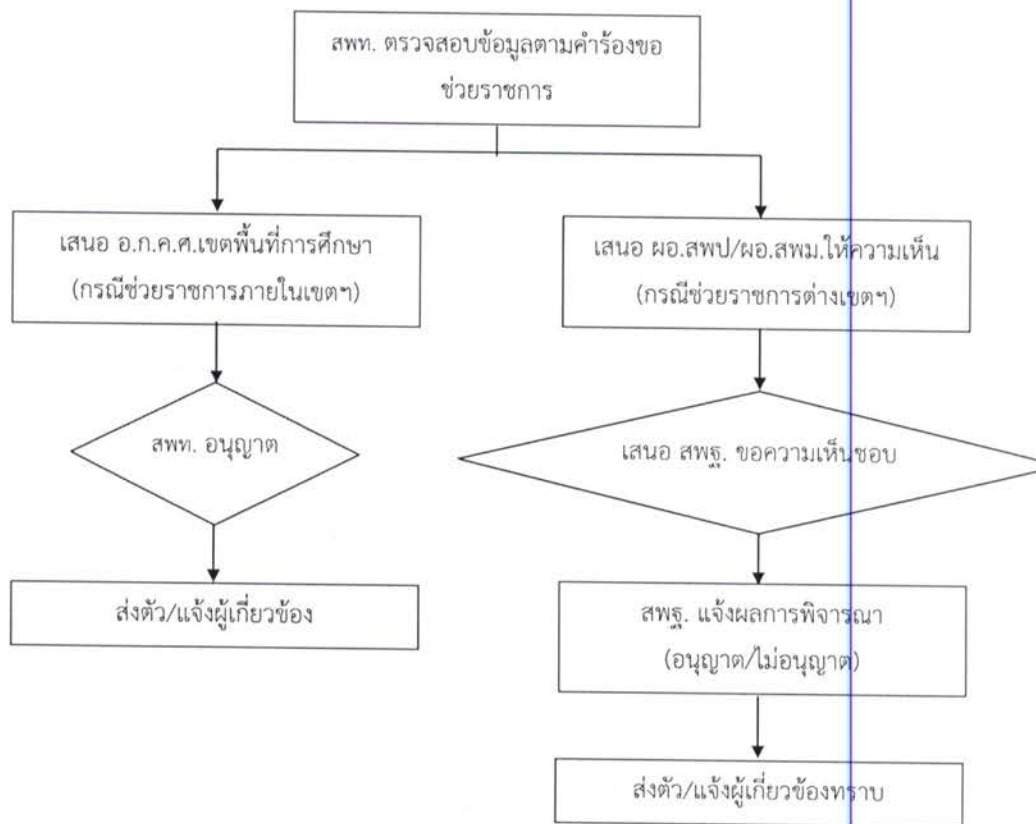 สพท. ตรวจสอบข้อมูลตามคำร้องขอ
ช่วยราชการ
เสนอ อ.ก.ค.ศ.เขตพื้นที่การศึกษา
(กรณีช่วยราชการภายในเขตฯ)
สพท. อนุญาต
ส่งตัว/แจ้งผู้เกี่ยวข้อง
เสนอ ผอ.สพป/ผอ.สพม.ให้ความเห็น
(กรณีช่วยราชการต่างเขตฯ)
เสนอ สพฐ. ขอความเห็นชอบ
สพฐ. แจ้งผลการพิจารณา
(อนุญาต/ไม่อนุญาต)
ส่งตัว/แจ้งผู้เกี่ยวข้องทราบ